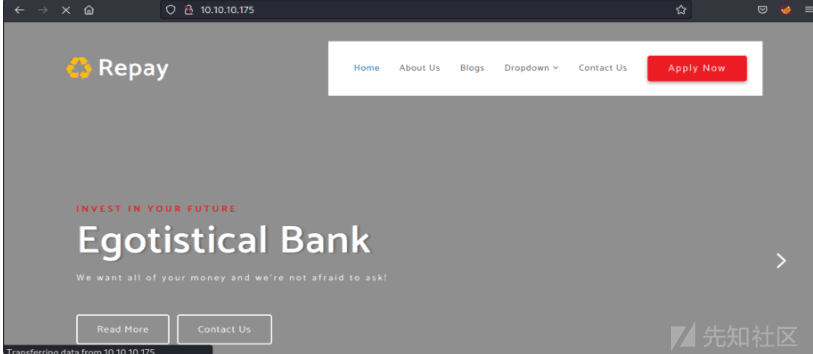 10.10.10.175
Repay
Home About Us Blogs Dropdown Contact Us Apply Now
INVEST IN YOUR FUTURE
Egotistical Bank
We want all of your money and we're not afraid to ask!
Read More Contact Us
Transferring data from 10.10.10.175
先知社区